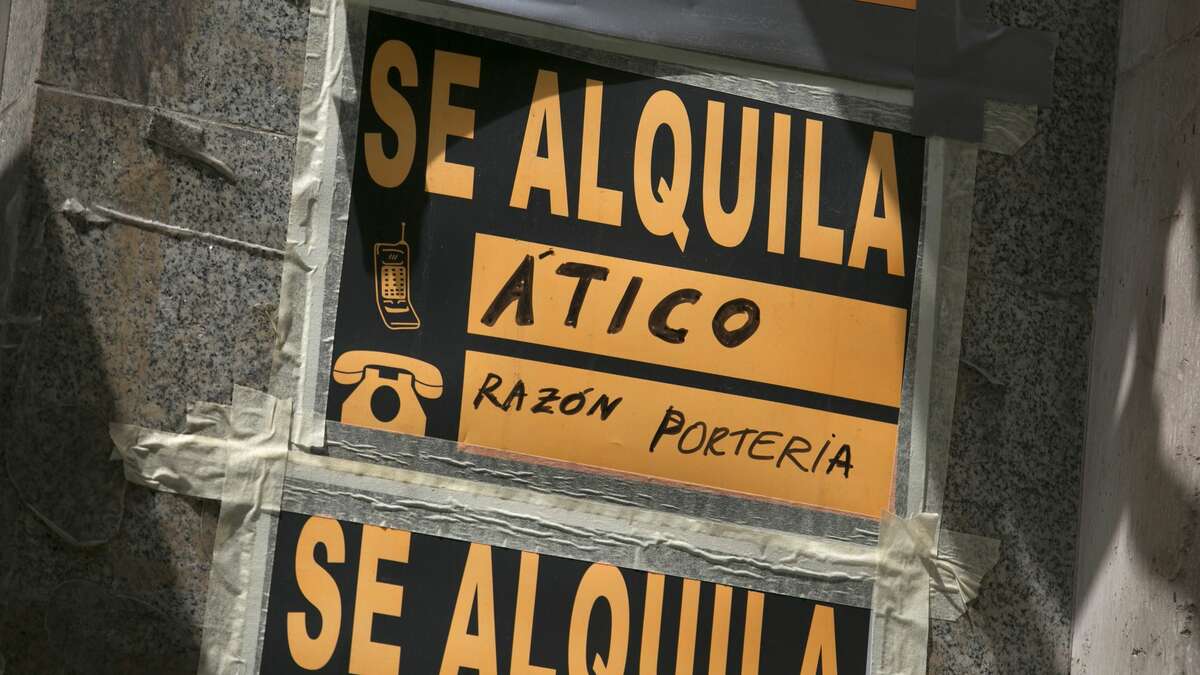 SE ALQUILA
ÁTICO
RAZÓN PORTERiA
SE ALQUILA